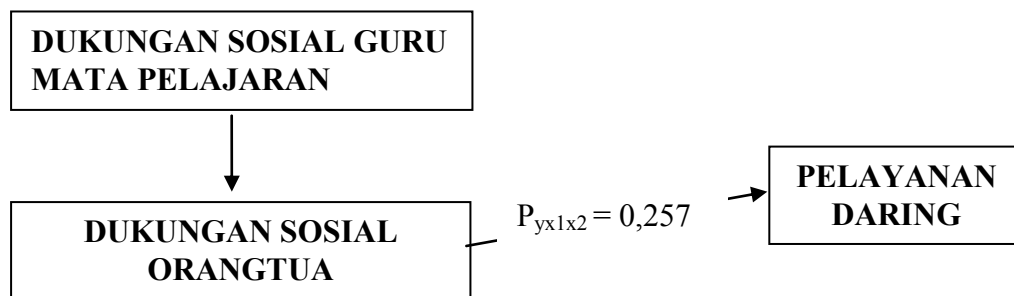 DUKUNGAN SOSIAL GURU
MATA PELAJARAN
DUKUNGAN SOSIAL
ORANGTUA
Pyx1x2 = 0,257
PELAYANAN
DARING